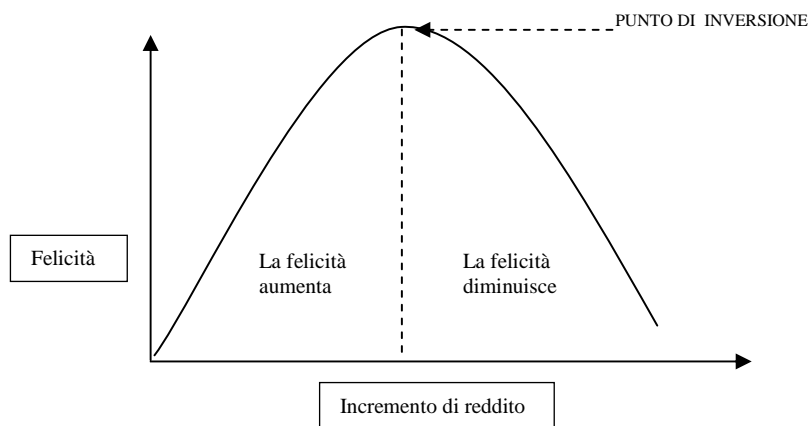 PUNTO DI INVERSIONE
Felicità
La felicità
aumenta
La felicità
diminuisce
Incremento di reddito